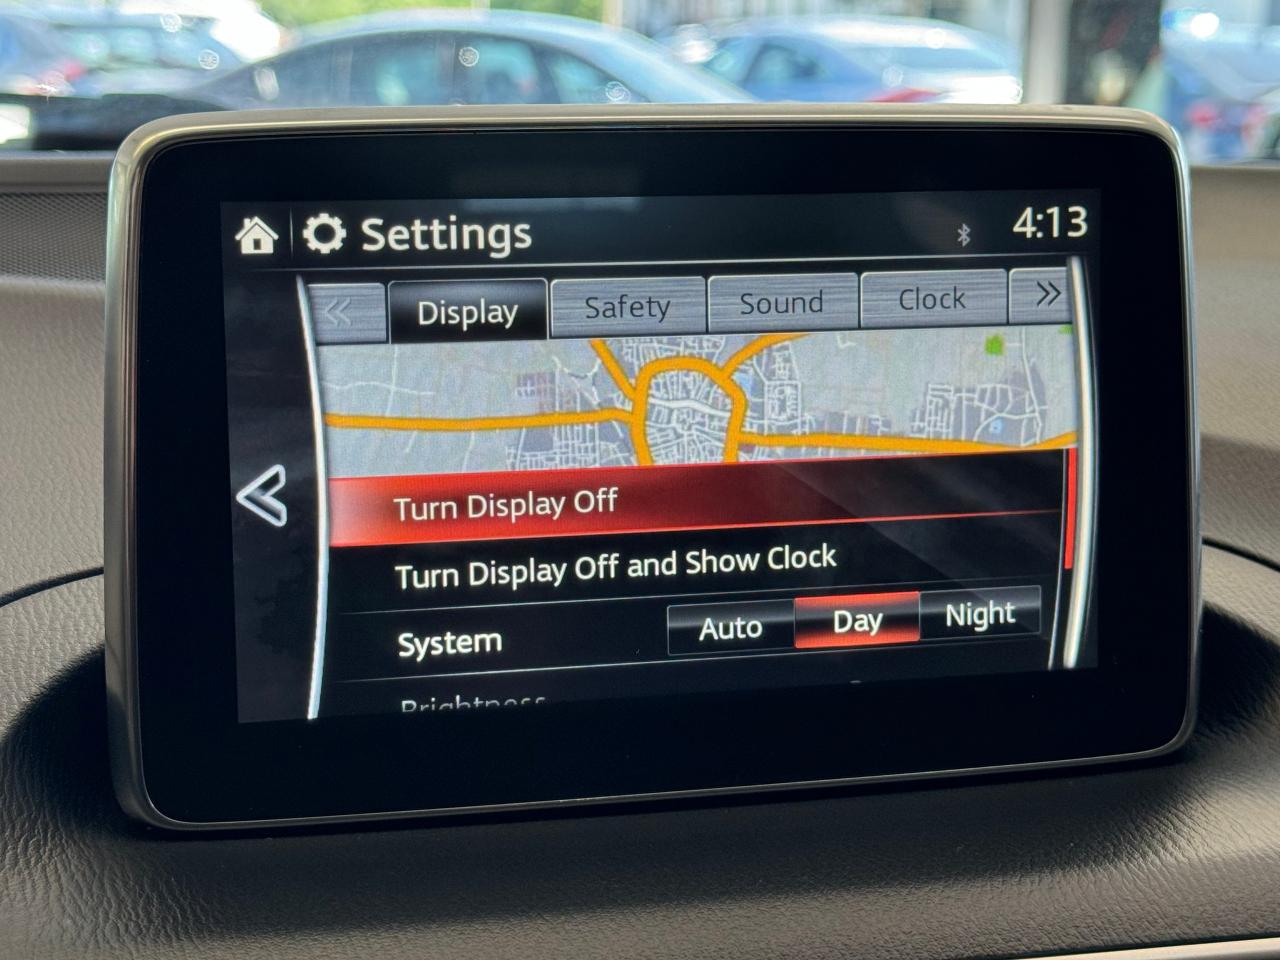 Settings
4:13
Display Safety Sound Clock
Turn Display Off
Turn Display Off and Show Clock
System Auto Day Night
Brightness